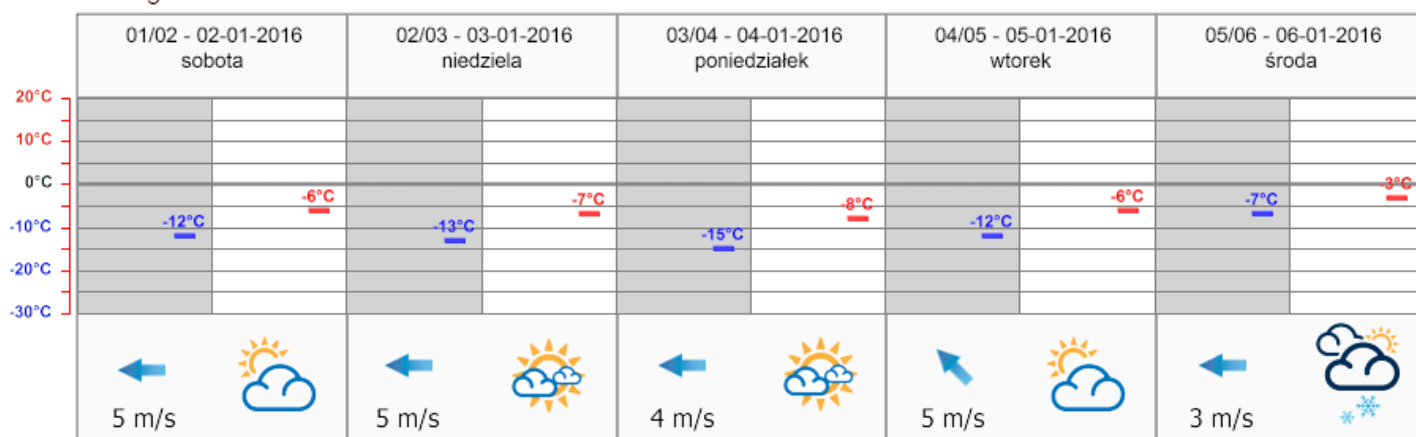 01/02 - 02-01-2016
sobota
02/03 - 03-01-2016
niedziela
03/04 - 04-01-2016
poniedziałek
04/05 - 05-01-2016
wtorek
05/06 - 06-01-2016
środa
20°C
10°C
0°C
-10°C
-20°C
-30°C
-12°C
-6°C
-13°C
-7°C
-15°C
-8°C
-12°C
-6°C
-7°C
-3°C
5 m/s
5 m/s
4 m/s
5 m/s
3 m/s